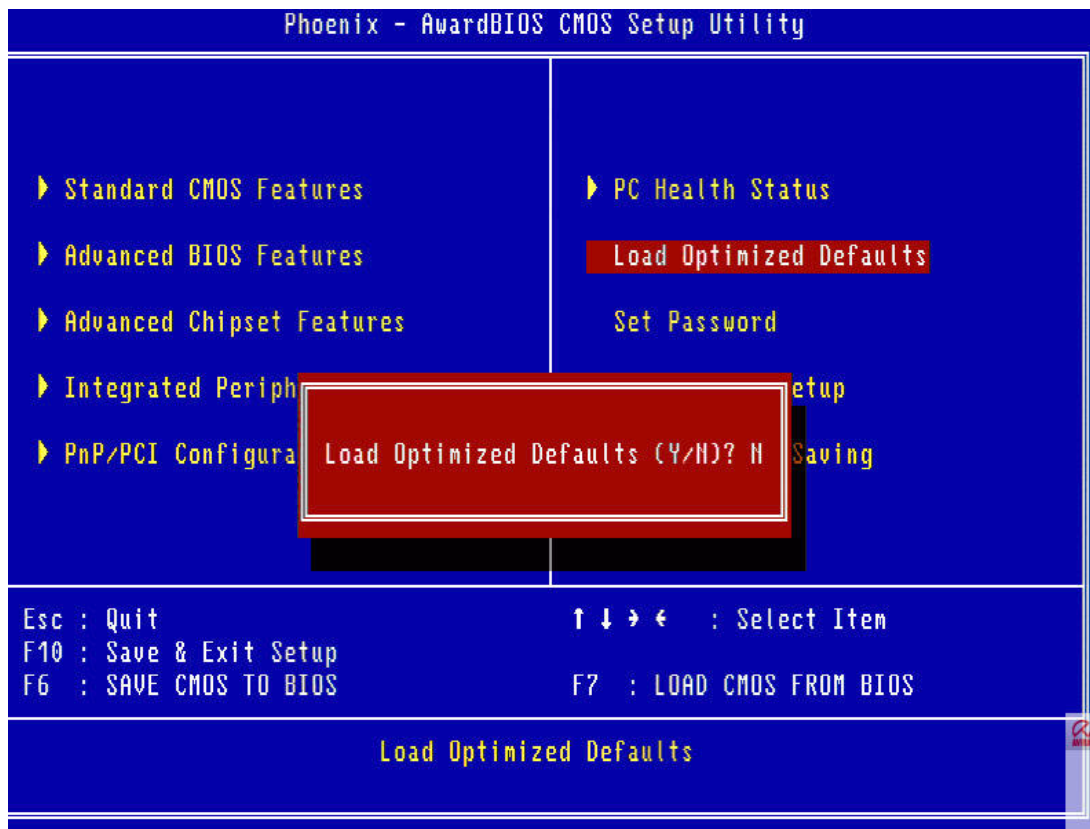 Phoenix - AwardBIOS CMOS Setup Utility
Standard CMOS Features
Advanced BIOS Features
Advanced Chipset Features
Integrated Periph
PnP/PCI Configura
PC Health Status
Load Optimized Defaults
Set Password
etup
Saving
Load Optimized Defaults (Y/N)? N
Esc : Quit
F10 : Save & Exit Setup
F6 : SAVE CMOS TO BIOS
↑ ↓ → ← : Select Item
F7 : LOAD CMOS FROM BIOS
Load Optimized Defaults